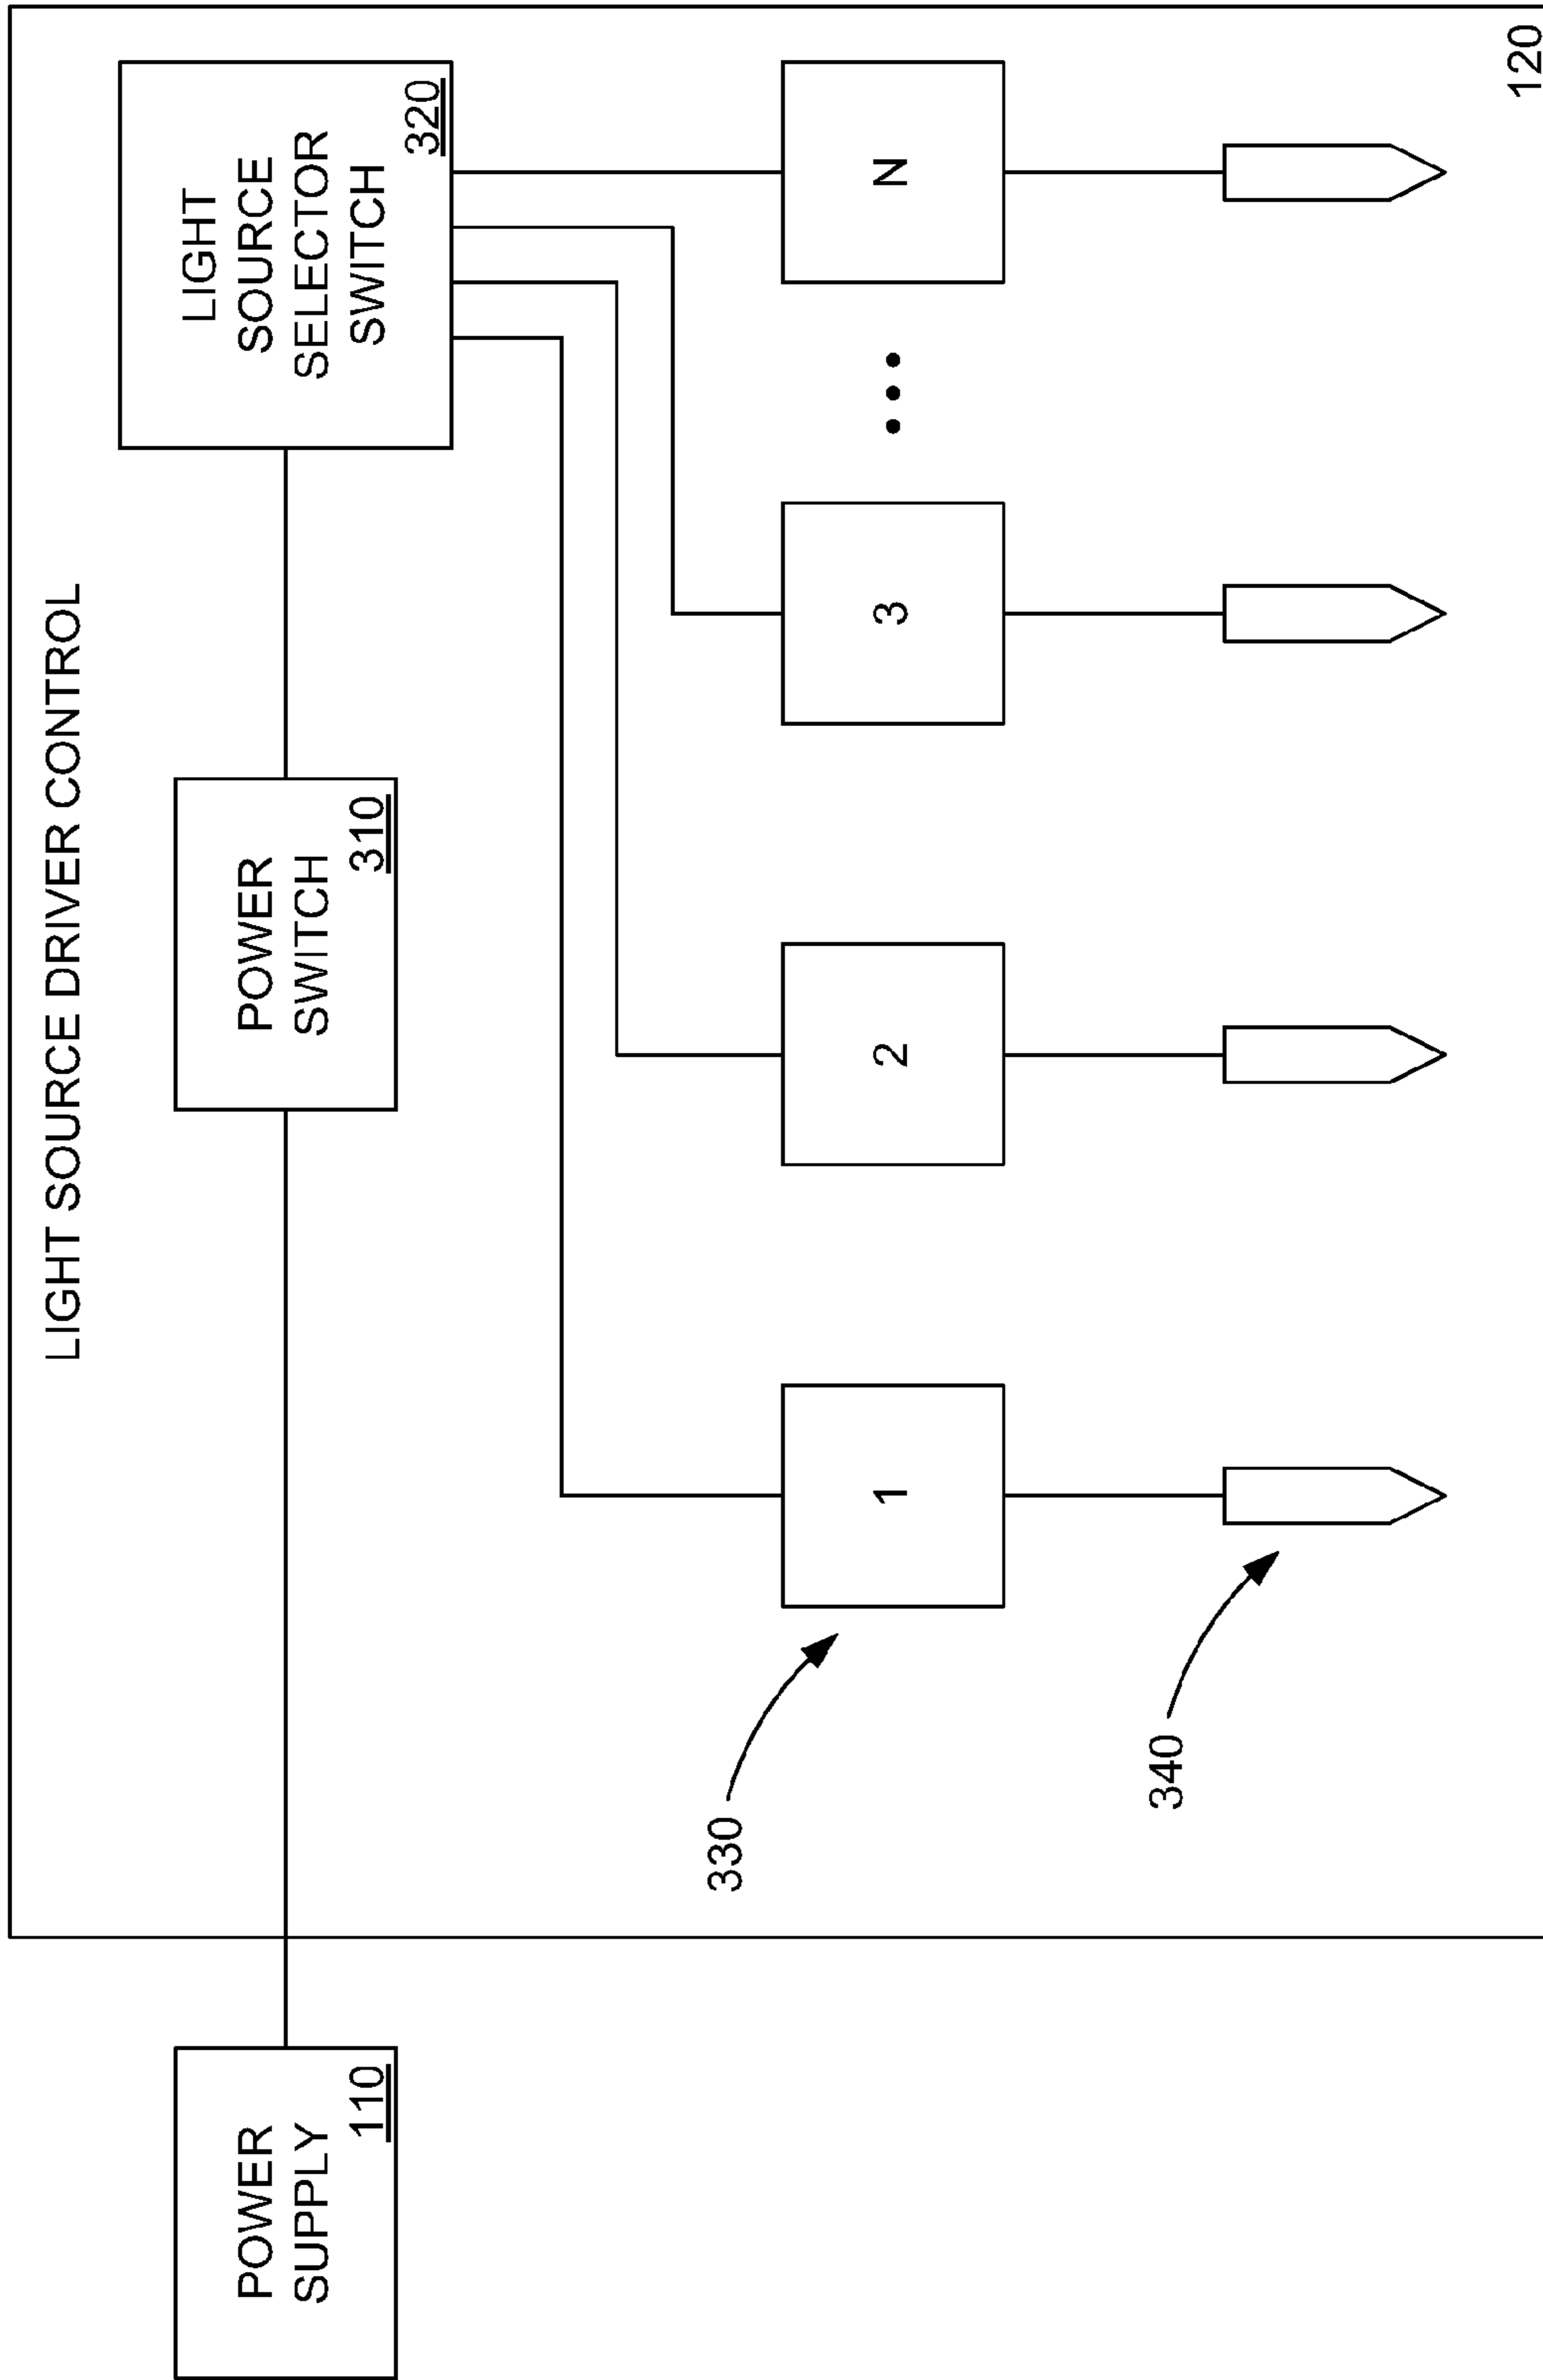 LIGHT SOURCE DRIVER CONTROL
POWER
SUPPLY
110
POWER
SWITCH
310
LIGHT
SOURCE
SELECTOR
SWITCH
320
330
1
2
3
N
340
120